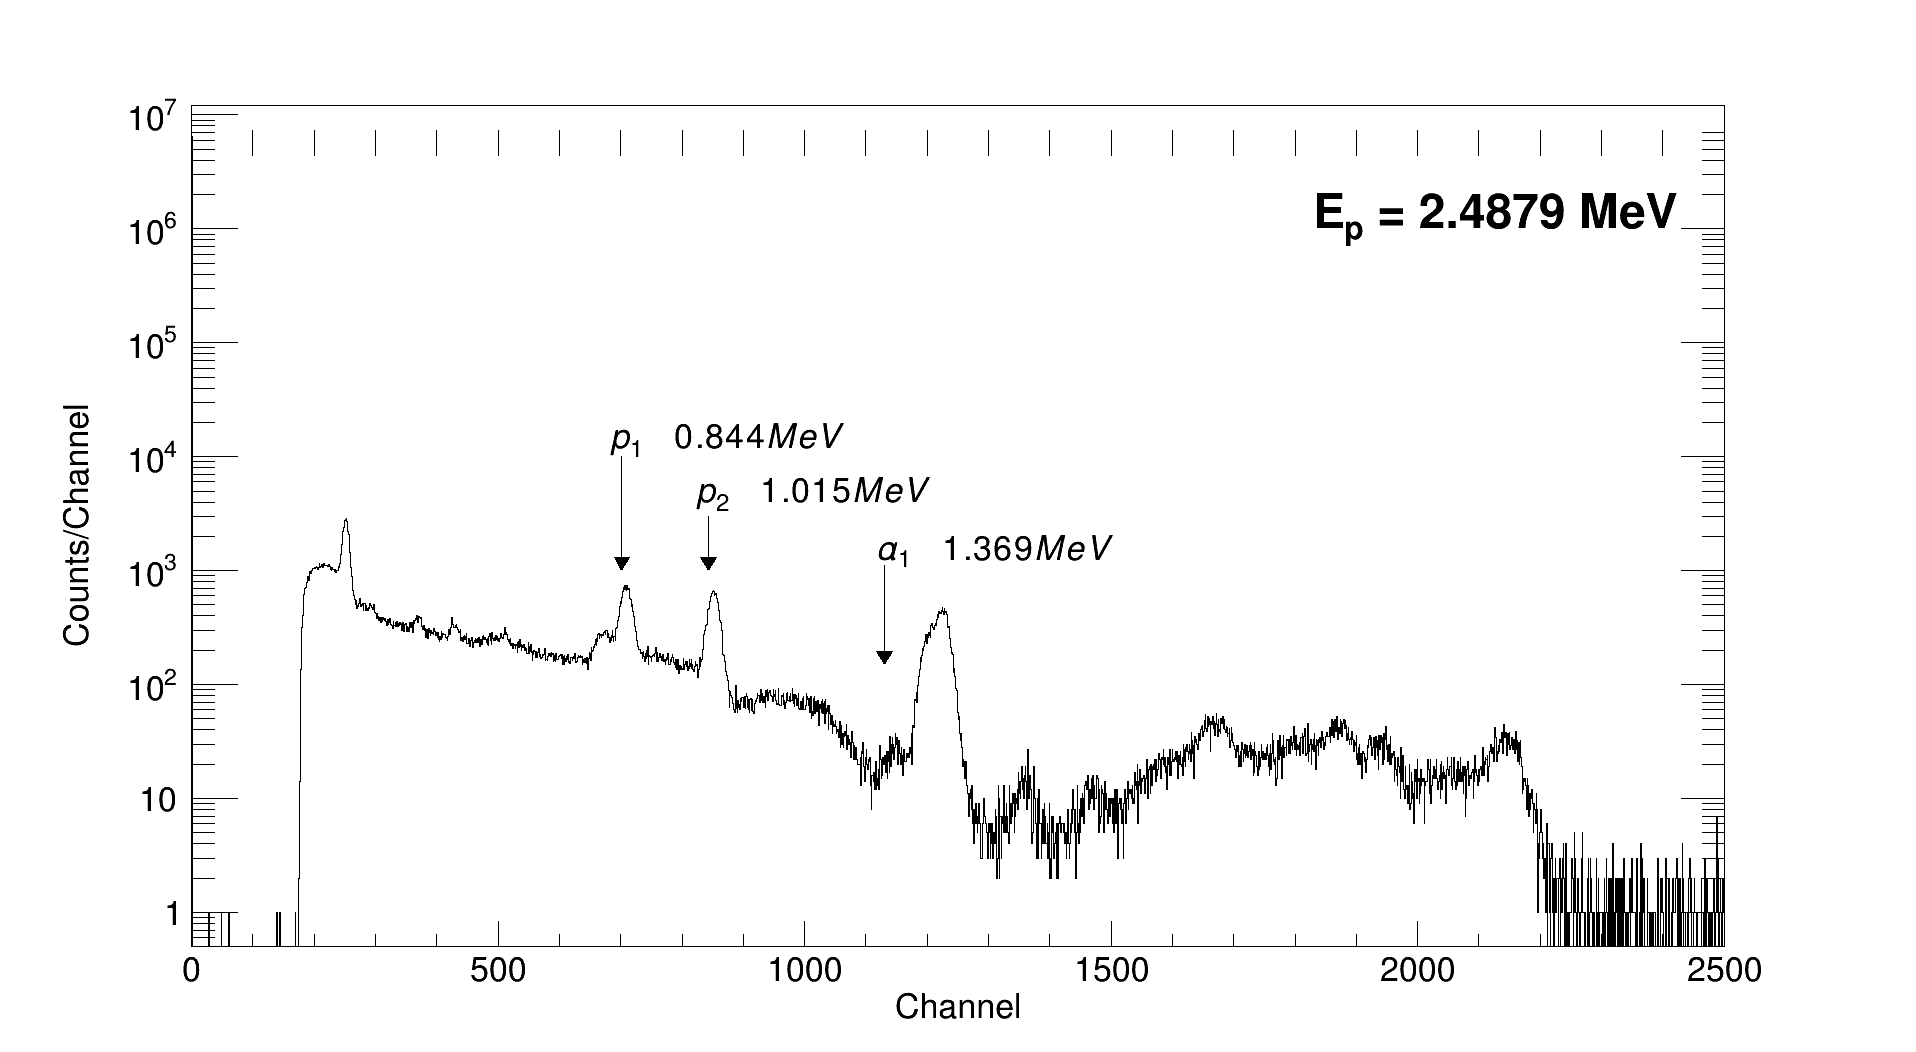 10⁷
E_p = 2.4879 MeV
10⁶
10⁵
p₁ 0.844MeV
10⁴
p₂ 1.015MeV
α₁ 1.369MeV
10³
10²
10
1
Counts/Channel
0 500 1000 1500 2000 2500
Channel